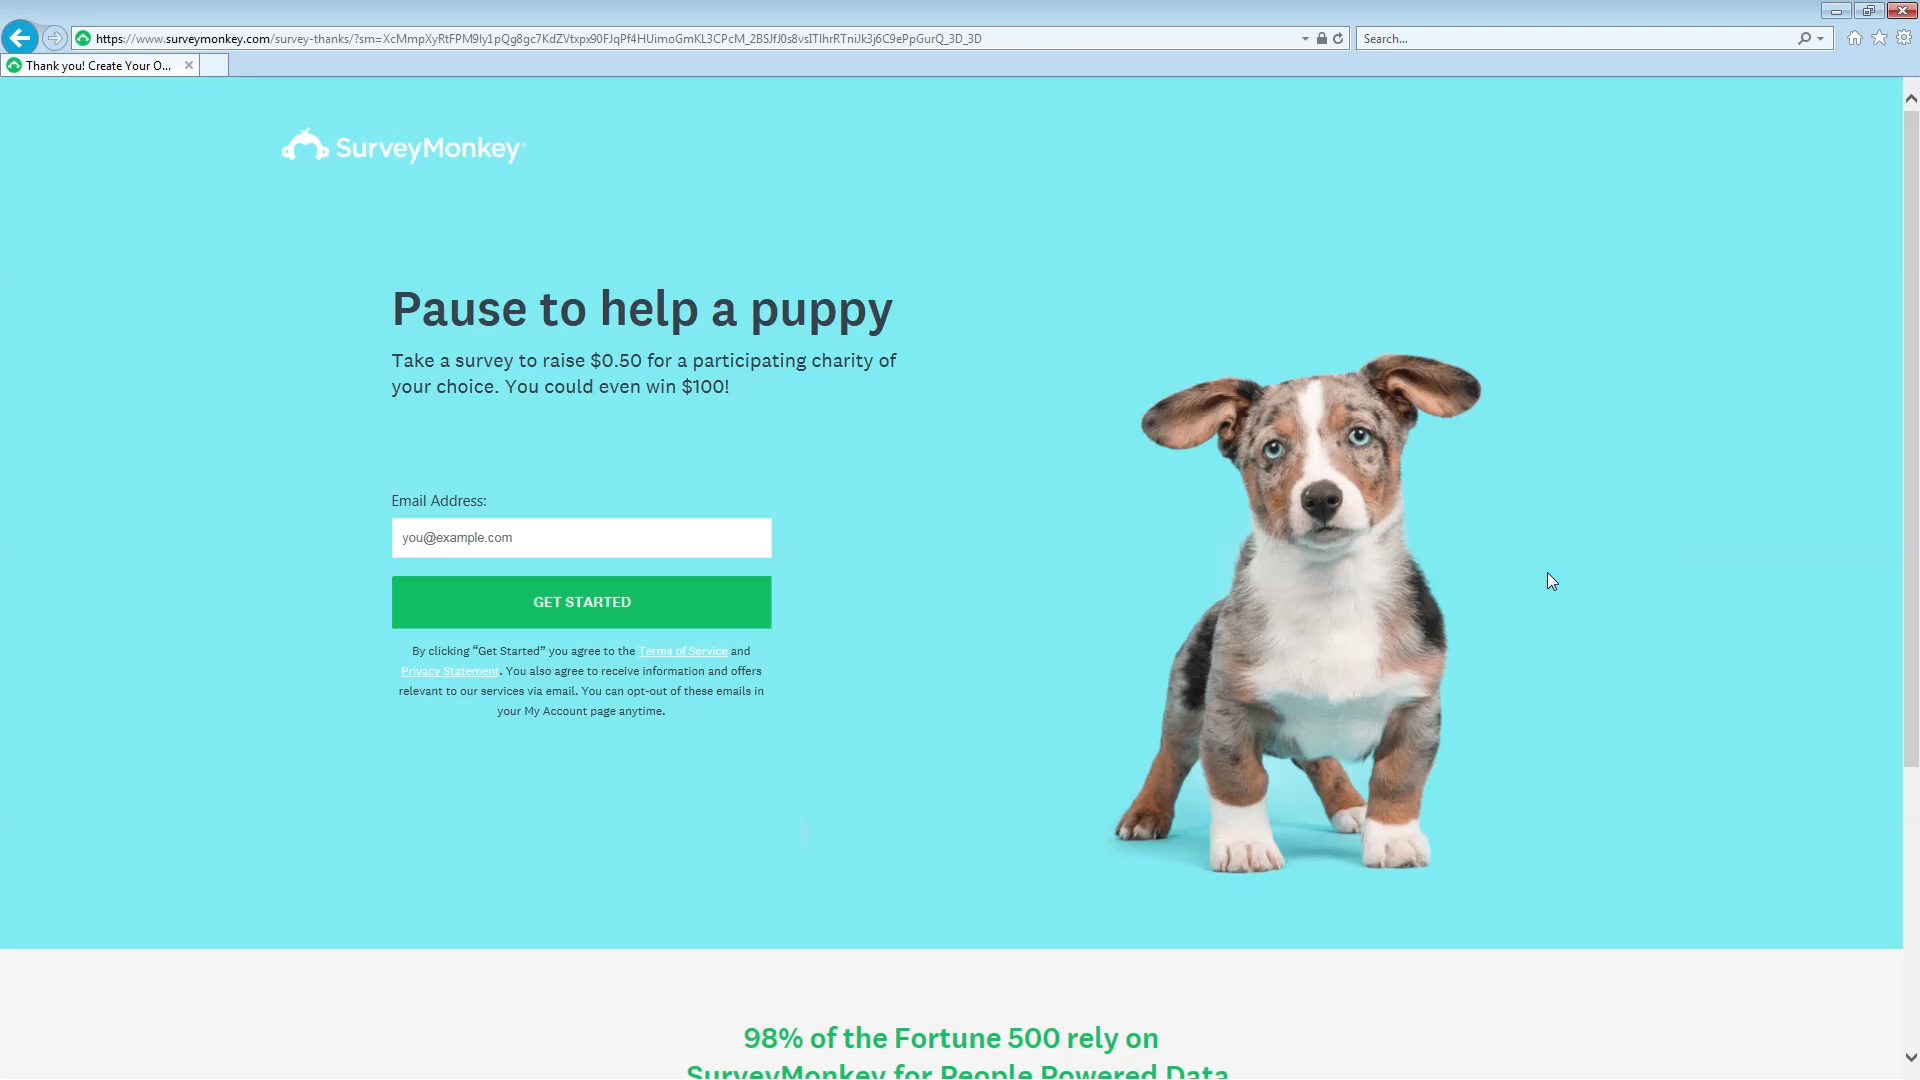 https://www.surveymonkey.com/survey-thanks/?sm=XcMmpXyRtFPM9Iy1pQg8gc7KdZVtxpx90FJqPf4HUimoGmKL3CPcM_2BSJfJ0s8vsITIhrRTniJk3j6C9ePpGurQ_3D_3D
Search...
Thank you! Create Your O...
SurveyMonkey
Pause to help a puppy
Take a survey to raise $0.50 for a participating charity of
your choice. You could even win $100!
Email Address:
you@example.com
GET STARTED
By clicking “Get Started” you agree to the Terms of Service and
Privacy Statement. You also agree to receive information and offers
relevant to our services via email. You can opt-out of these emails in
your My Account page anytime.
98% of the Fortune 500 rely on
SurveyMonkey for People Powered Data